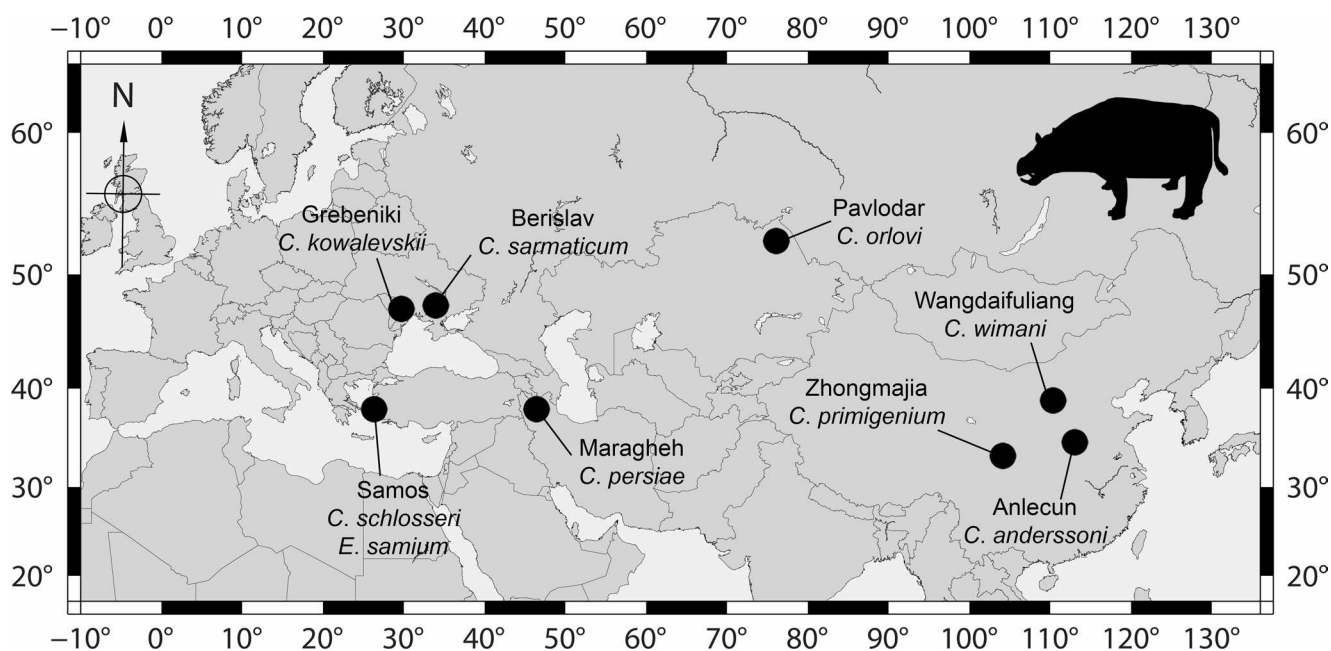 −10° 0° 10° 20° 30° 40° 50° 60° 70° 80° 90° 100° 110° 120° 130°
N
60° 60°
Grebeniki
C. kowalevskii
Berislav
C. sarmaticum
Pavlodar
C. orlovi
50° 50°
Wangdaifuliang
C. wimani
40° 40°
Zhongmajia
C. primigenium
Maragheh
C. persiae
30° 30°
Samos
C. schlosseri
E. samium
Anlecun
C. anderssoni
20° 20°
−10° 0° 10° 20° 30° 40° 50° 60° 70° 80° 90° 100° 110° 120° 130°